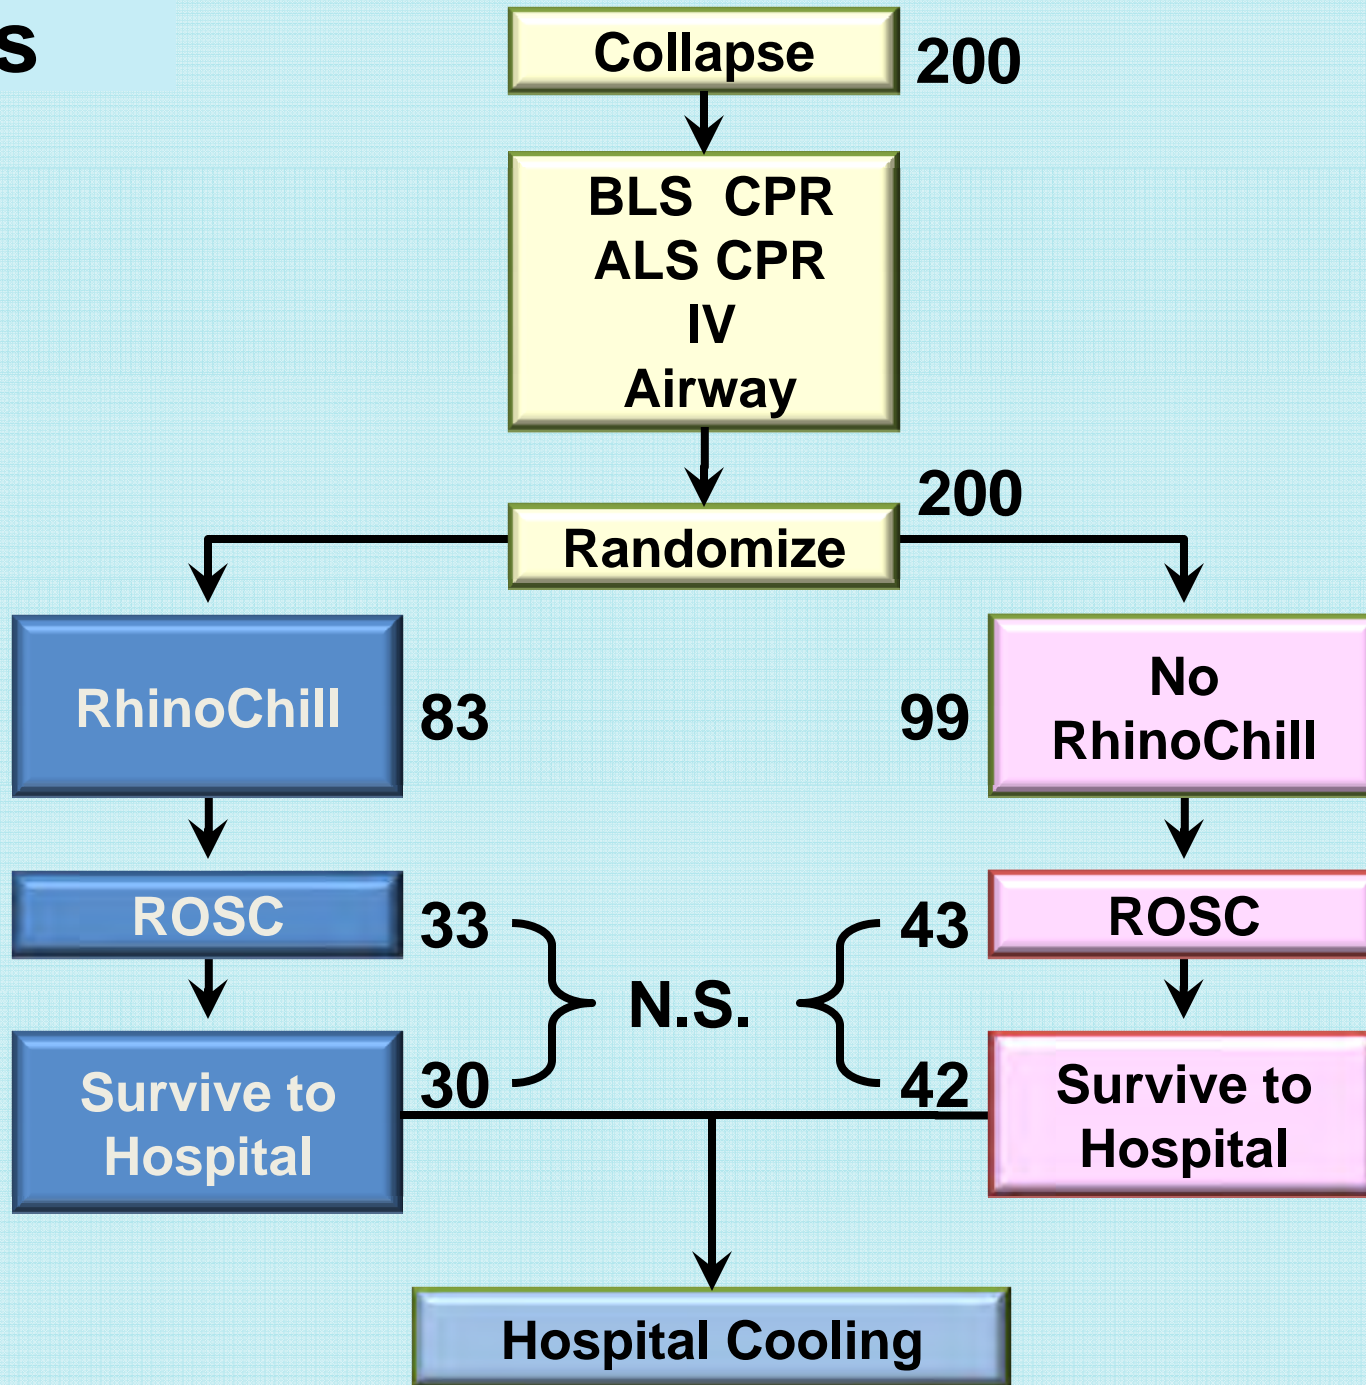 s
Collapse
200
BLS CPR
ALS CPR
IV
Airway
200
Randomize
RhinoChill
83
99
No
RhinoChill
ROSC
33
43
ROSC
N.S.
Survive to
Hospital
30
42
Survive to
Hospital
Hospital Cooling